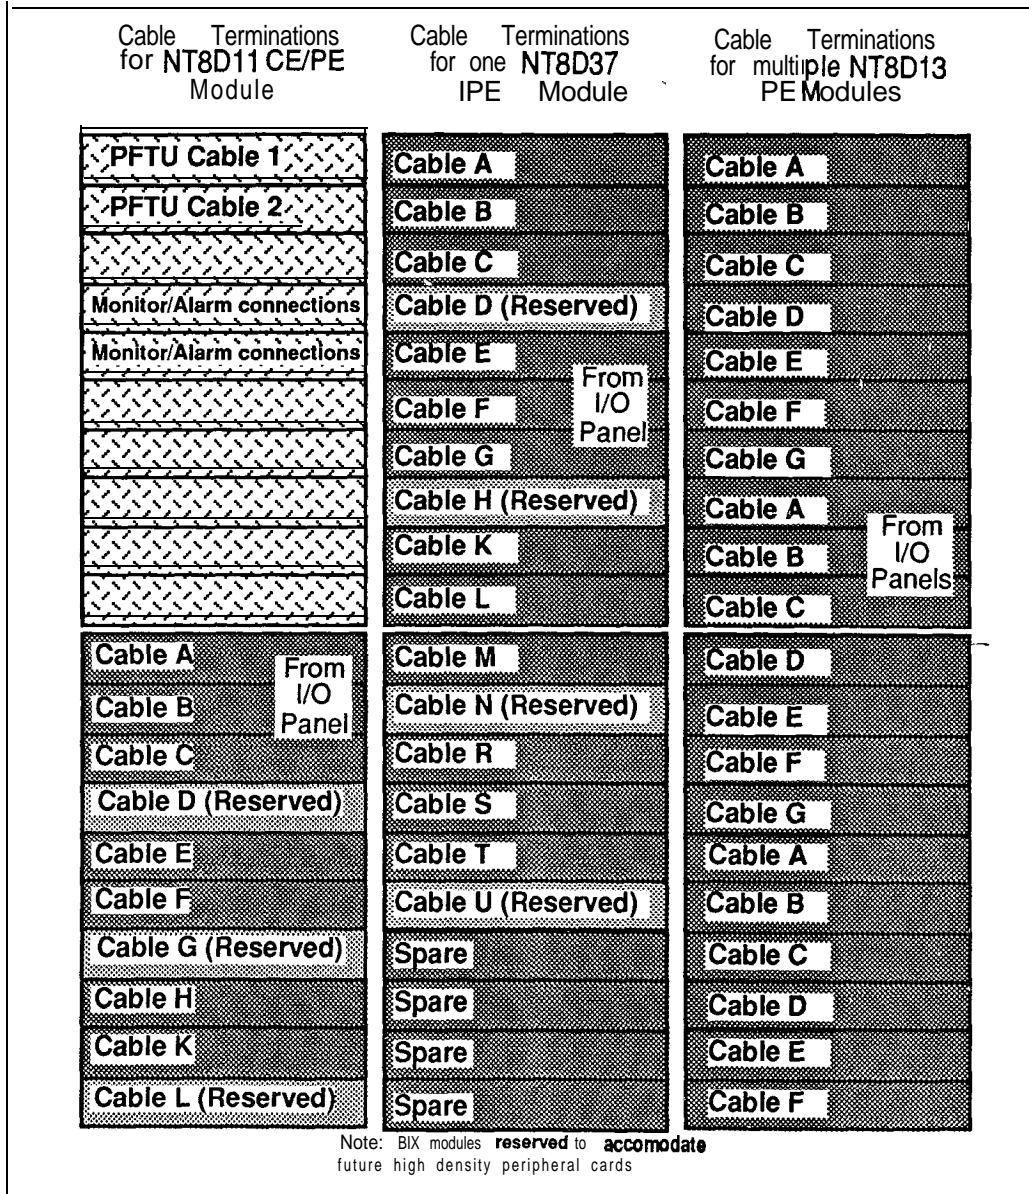 Cable Terminations
for NT8D11 CE/PE
Module
PFTU Cable 1
PFTU Cable 2
Monitor/Alarm connections
Monitor/Alarm connections
Cable A
Cable B
Cable C
Cable D (Reserved)
Cable E
Cable F
Cable G (Reserved)
Cable H
Cable K
Cable L (Reserved)
From
I/O
Panel
Cable Terminations
for one NT8D37
IPE Module
Cable A
Cable B
Cable C
Cable D (Reserved)
Cable E
Cable F
Cable G
Cable H (Reserved)
Cable K
Cable L
From
I/O
Panel
Cable M
Cable N (Reserved)
Cable R
Cable S
Cable T
Cable U (Reserved)
Spare
Spare
Spare
Spare
Cable Terminations
for multiple NT8D13
PE Modules
Cable A
Cable B
Cable C
Cable D
Cable E
Cable F
Cable G
Cable A
Cable B
Cable C
From
I/O
Panels
Cable D
Cable E
Cable F
Cable G
Cable A
Cable B
Cable C
Cable D
Cable E
Cable F
Note: BIX modules reserved to accomodate
future high density peripheral cards